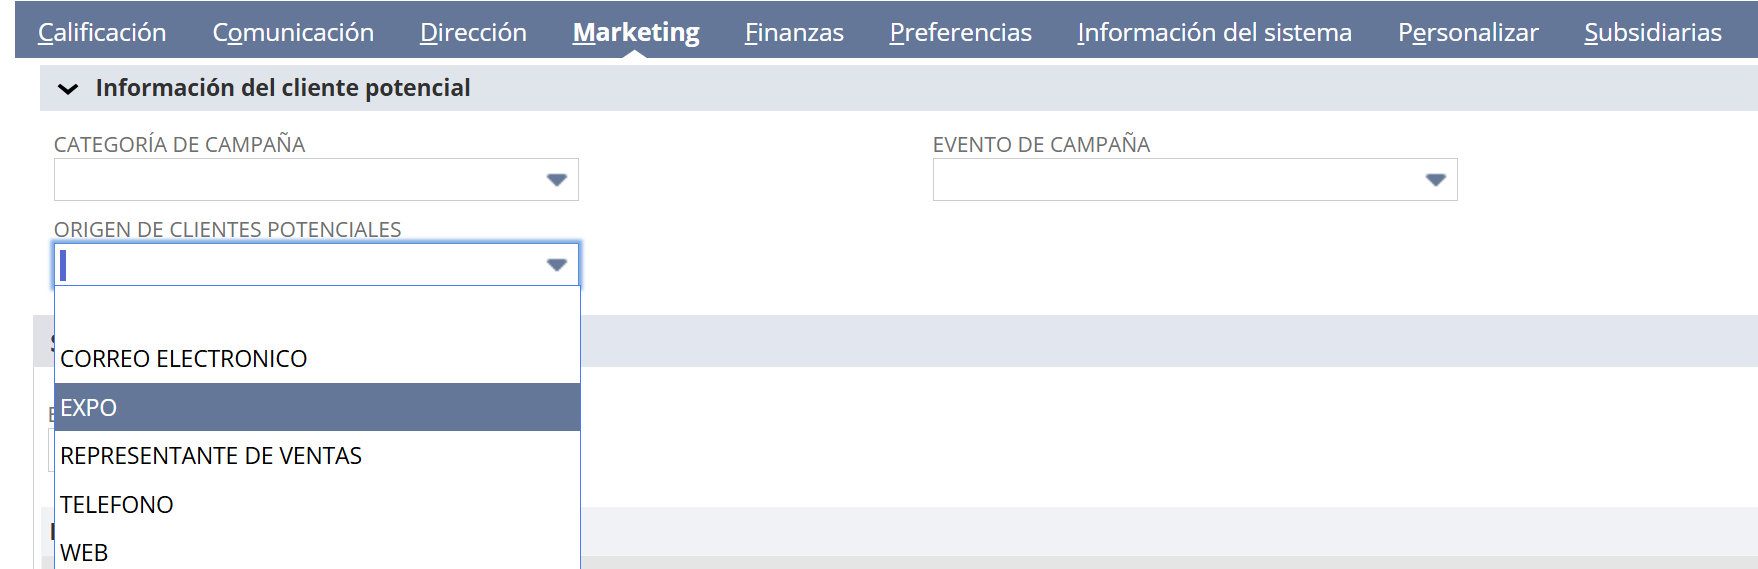 Calificación Comunicación Dirección Marketing Finanzas Preferencias Información del sistema Personalizar Subsidiarias
Información del cliente potencial
CATEGORÍA DE CAMPAÑA EVENTO DE CAMPAÑA
ORIGEN DE CLIENTES POTENCIALES
CORREO ELECTRONICO
EXPO
REPRESENTANTE DE VENTAS
TELEFONO
WEB